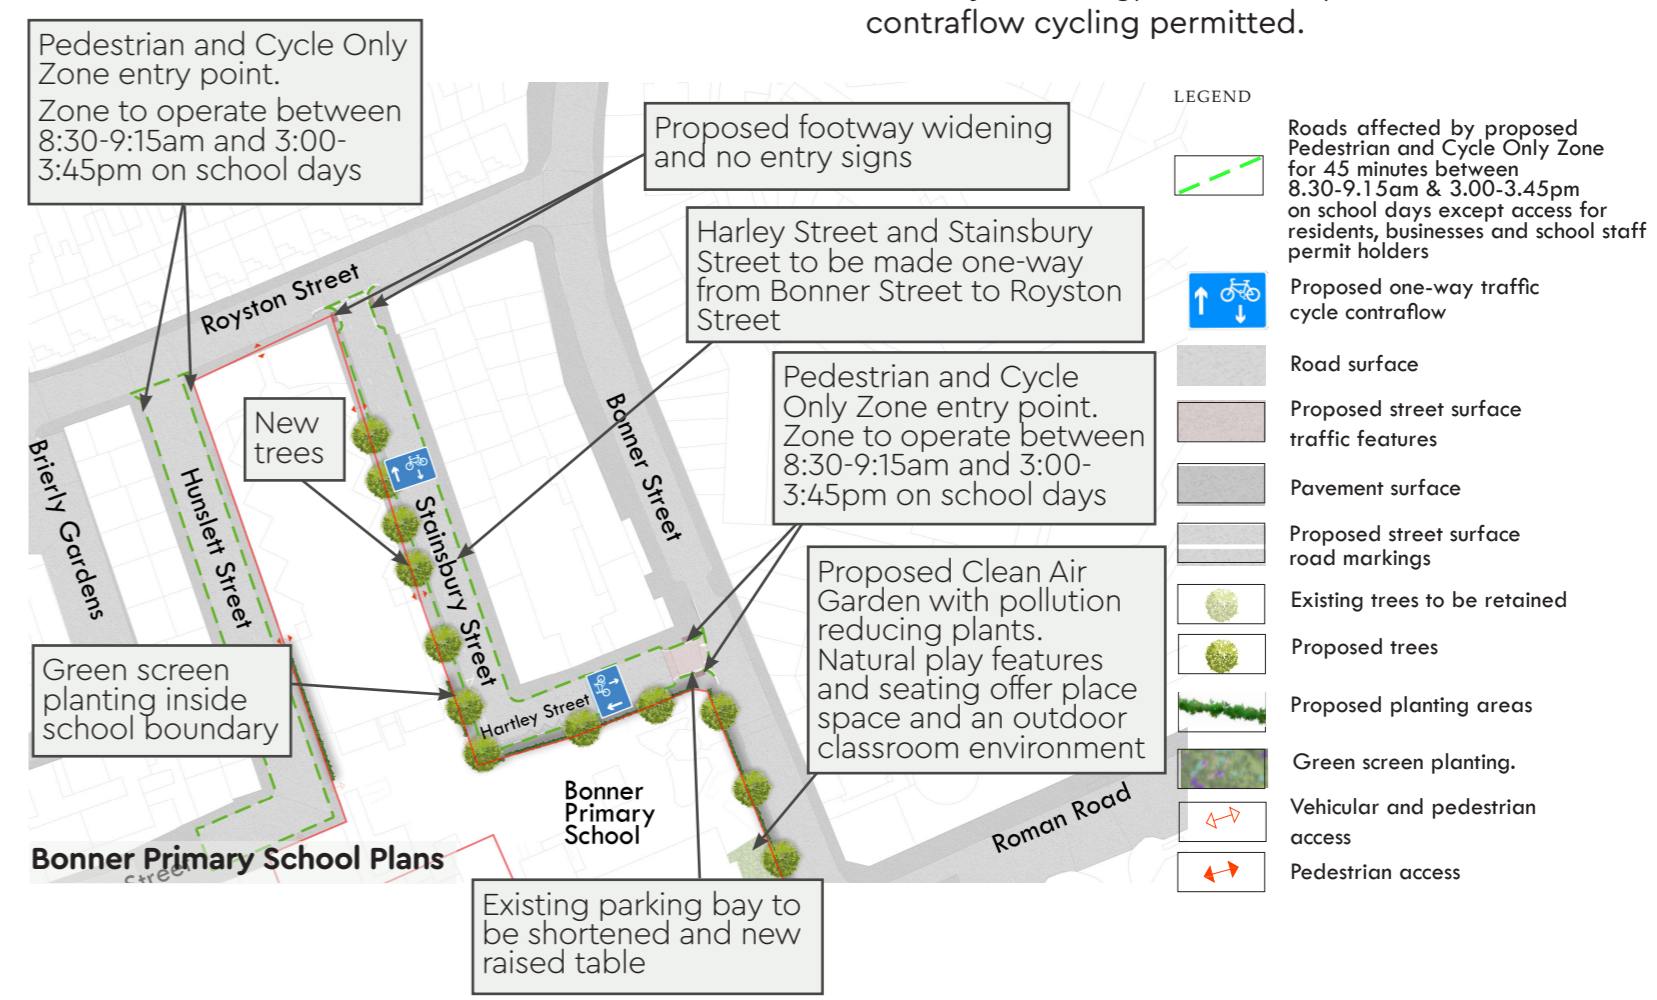 contraflow cycling permitted.
Pedestrian and Cycle Only
Zone entry point.
Zone to operate between
8:30-9:15am and 3:00-
3:45pm on school days
Proposed footway widening
and no entry signs
Harley Street and Stainsbury
Street to be made one-way
from Bonner Street to Royston
Street
Pedestrian and Cycle
Only Zone entry point.
Zone to operate between
8:30-9:15am and 3:00-
3:45pm on school days
New
trees
Proposed Clean Air
Garden with pollution
reducing plants.
Natural play features
and seating offer place
space and an outdoor
classroom environment
Green screen
planting inside
school boundary
Existing parking bay to
be shortened and new
raised table
Royston Street
Brierly Gardens
Hunslett Street
Stainsbury Street
Bonner Street
Hartley Street
Roman Road
Bonner
Primary
School
Street
Bonner Primary School Plans
LEGEND
Roads affected by proposed
Pedestrian and Cycle Only Zone
for 45 minutes between
8.30-9.15am & 3.00-3.45pm
on school days except access for
residents, businesses and school staff
permit holders
Proposed one-way traffic
cycle contraflow
Road surface
Proposed street surface
traffic features
Pavement surface
Proposed street surface
road markings
Existing trees to be retained
Proposed trees
Proposed planting areas
Green screen planting.
Vehicular and pedestrian
access
Pedestrian access